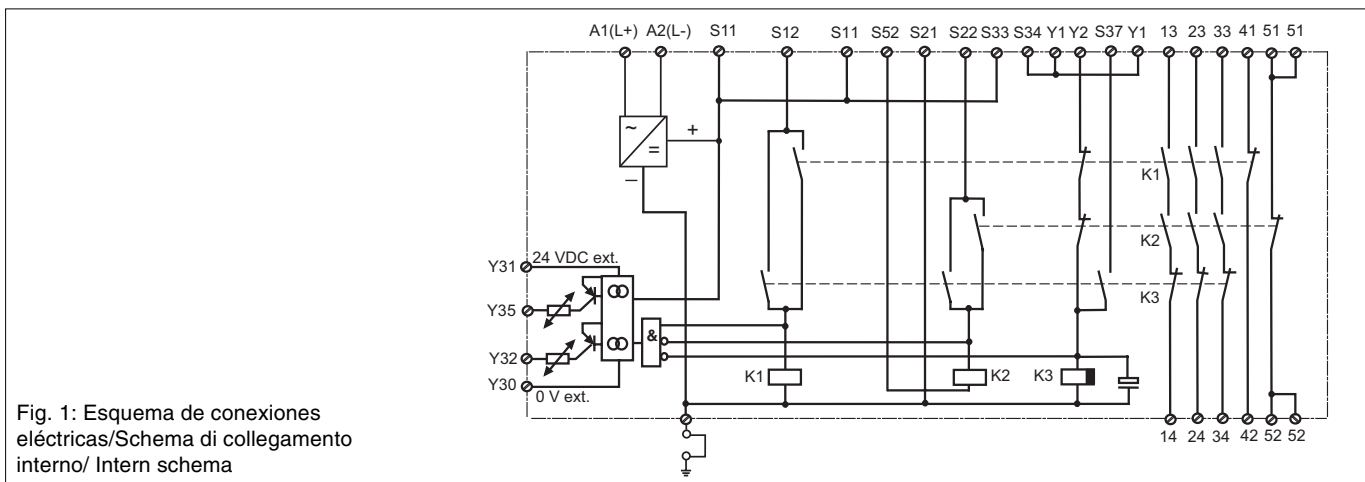 A1(L+) A2(L-) S11 S12 S11 S52 S21 S22 S33 S34 Y1 Y2 S37 Y1 13 23 33 41 51 51
~
=
+
–
K1
K2
K3
Y31 24 VDC ext.
Y35
Y32
Y30 0 V ext.
&
K1 K2 K3
14 24 34 42 52 52
Fig. 1: Esquema de conexiones
eléctricas/Schema di collegamento
interno/ Intern schema